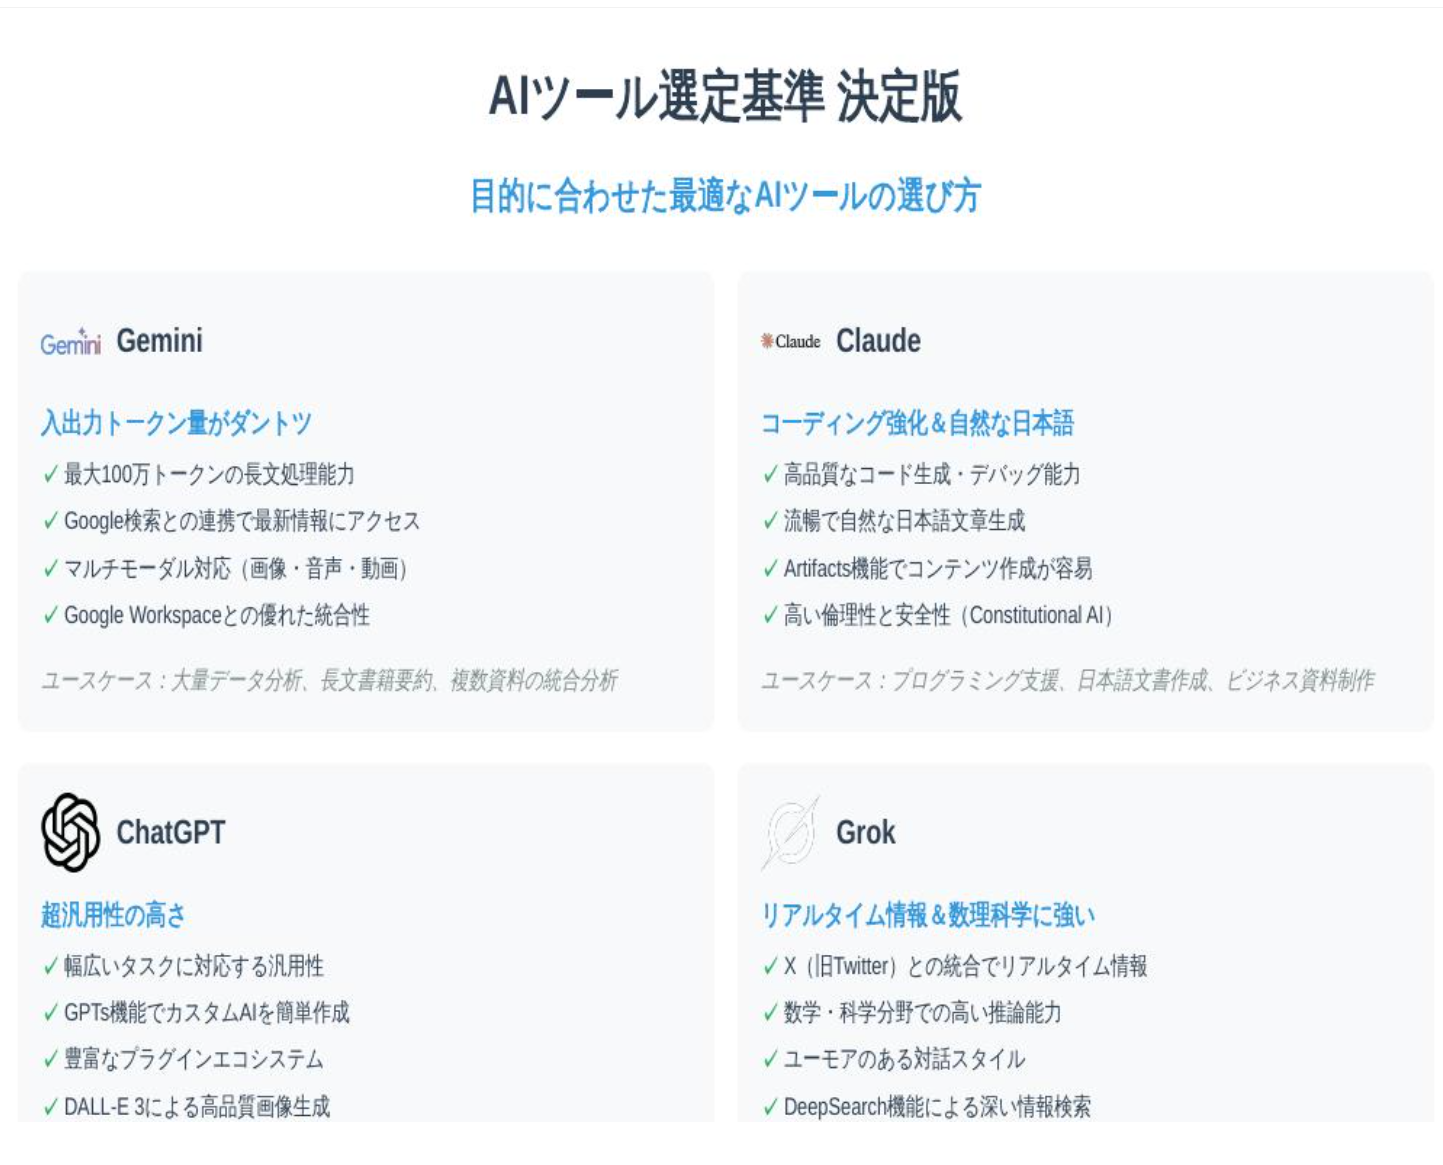 AIツール選定基準 決定版
目的に合わせた最適なAIツールの選び方
Gemini Gemini
入出力トークン量がダントツ
✓ 最大100万トークンの長文処理能力
✓ Google検索との連携で最新情報にアクセス
✓ マルチモーダル対応（画像・音声・動画）
✓ Google Workspaceとの優れた統合性
ユースケース：大量データ分析、長文書籍要約、複数資料の統合分析
Claude Claude
コーディング強化＆自然な日本語
✓ 高品質なコード生成・デバッグ能力
✓ 流暢で自然な日本語文章生成
✓ Artifacts機能でコンテンツ作成が容易
✓ 高い倫理性と安全性（Constitutional AI）
ユースケース：プログラミング支援、日本語文書作成、ビジネス資料制作
ChatGPT
超汎用性の高さ
✓ 幅広いタスクに対応する汎用性
✓ GPTs機能でカスタムAIを簡単作成
✓ 豊富なプラグインエコシステム
✓ DALL-E 3による高品質画像生成
Grok
リアルタイム情報＆数理科学に強い
✓ X（旧Twitter）との統合でリアルタイム情報
✓ 数学・科学分野での高い推論能力
✓ ユーモアのある対話スタイル
✓ DeepSearch機能による深い情報検索